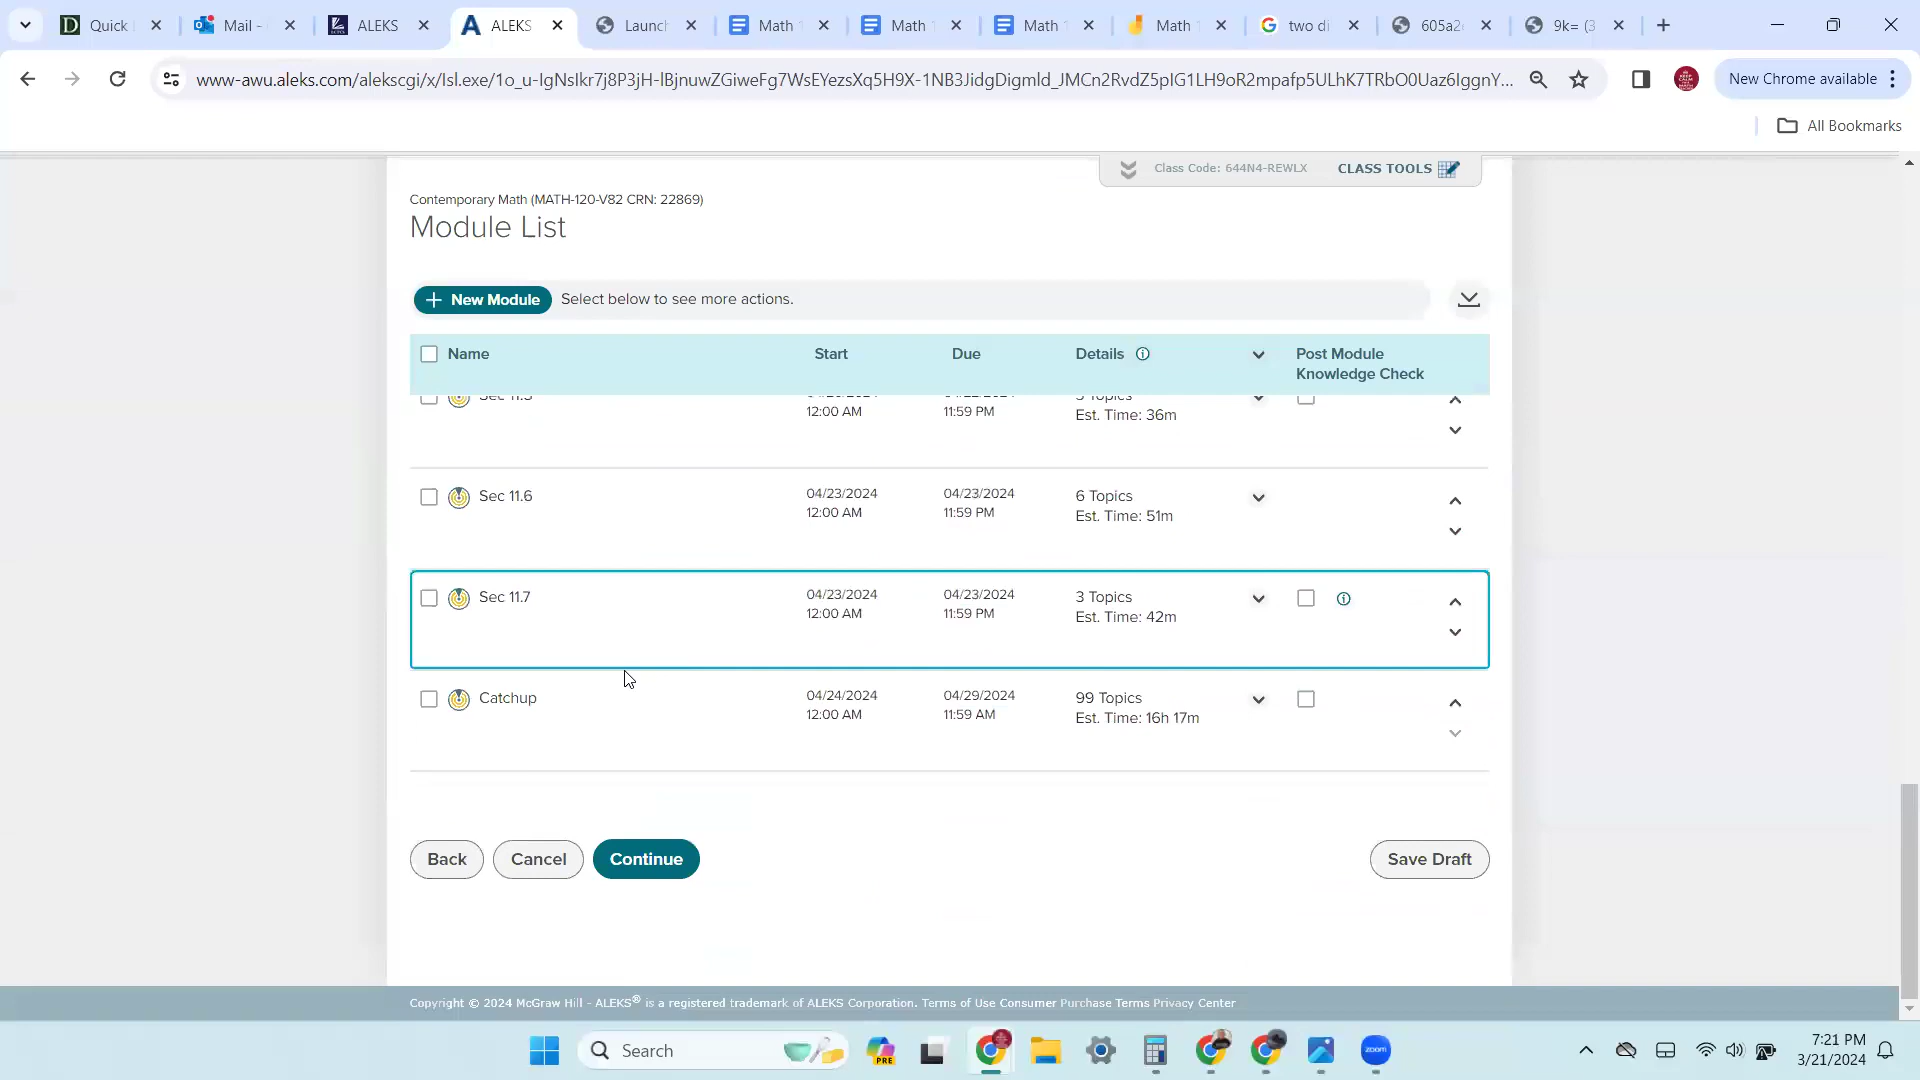 Quick
Mail -
ALEKS
ALEKS
Launch
Math
Math
Math
Math
two di
605a2
9k= (3
www-awu.aleks.com/alekscgi/x/Isl.exe/1o_u-IgNsIkr7j8P3jH-lBjnuwZGiweFg7WsEYezsXq5H9X-1NB3JidgDigmId_JMCn2RvdZ5pIG1LH9oR2mpafp5ULhK7TRbO0Uaz6IggnY...
New Chrome available
All Bookmarks
Class Code: 644N4-REWLX
CLASS TOOLS
Contemporary Math (MATH-120-V82 CRN: 22869)
Module List
+ New Module
Select below to see more actions.
Name
Start
Due
Details
Post Module
Knowledge Check
12:00 AM
11:59 PM
Est. Time: 36m
Sec 11.6
04/23/2024
12:00 AM
04/23/2024
11:59 PM
6 Topics
Est. Time: 51m
Sec 11.7
04/23/2024
12:00 AM
04/23/2024
11:59 PM
3 Topics
Est. Time: 42m
Catchup
04/24/2024
12:00 AM
04/29/2024
11:59 AM
99 Topics
Est. Time: 16h 17m
Back
Cancel
Continue
Save Draft
Copyright © 2024 McGraw Hill - ALEKS® is a registered trademark of ALEKS Corporation. Terms of Use Consumer Purchase Terms Privacy Center
Search
PRE
zoom
7:21 PM
3/21/2024